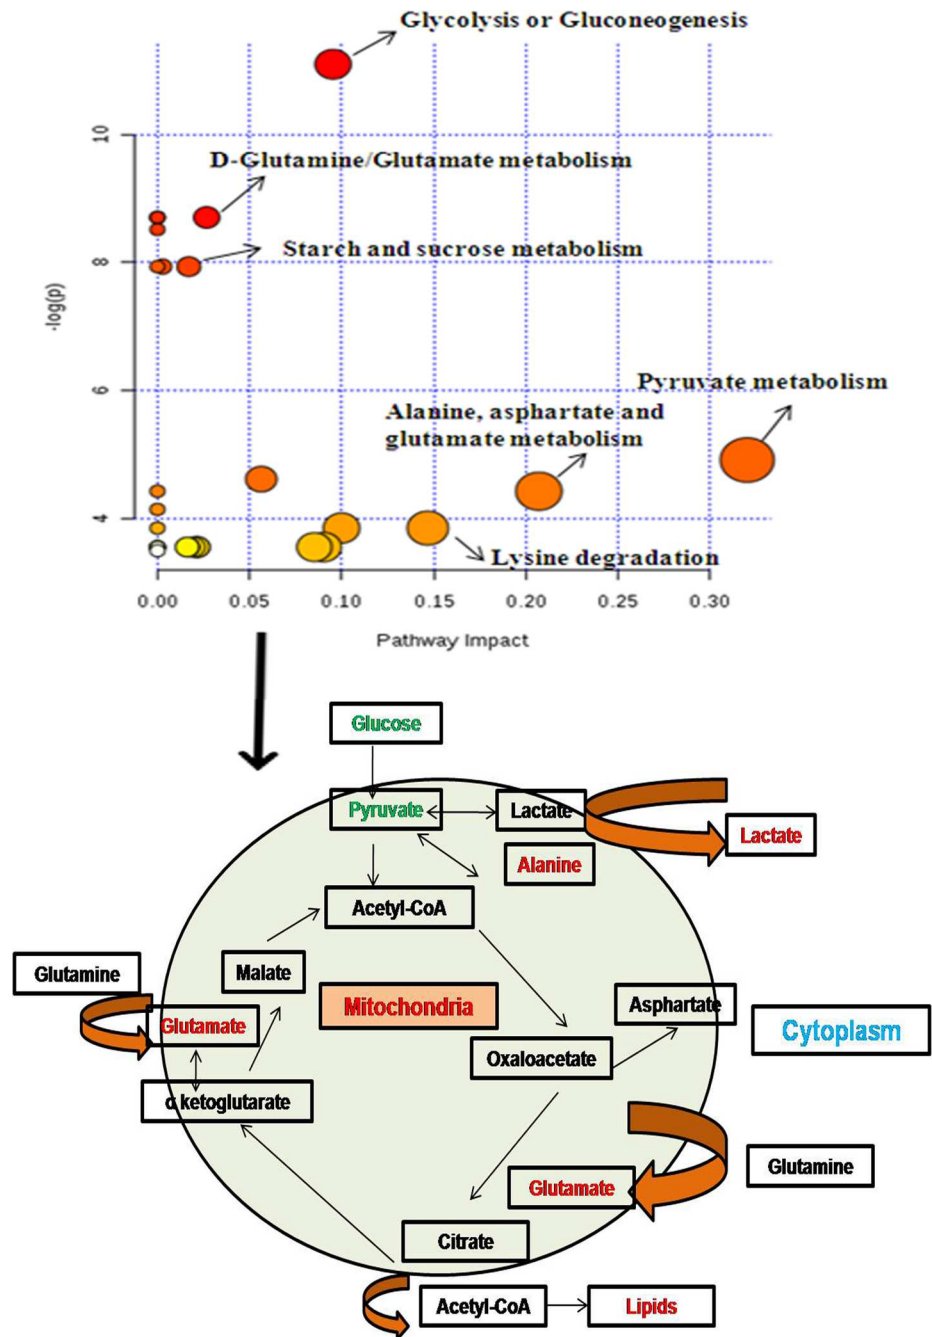 Glycolysis or Gluconeogenesis
10
D-Glutamine/Glutamate metabolism
Starch and sucrose metabolism
8
-log(p)
6
Pyruvate metabolism
Alanine, asphartate and
glutamate metabolism
4
Lysine degradation
0.00 0.05 0.10 0.15 0.20 0.25 0.30
Pathway Impact
Glucose
Pyruvate
Lactate
Lactate
Alanine
Acetyl-CoA
Glutamine
Malate
Mitochondria
Asphartate
Glutamate
Cytoplasm
Oxaloacetate
α ketoglutarate
Glutamine
Glutamate
Citrate
Acetyl-CoA
Lipids